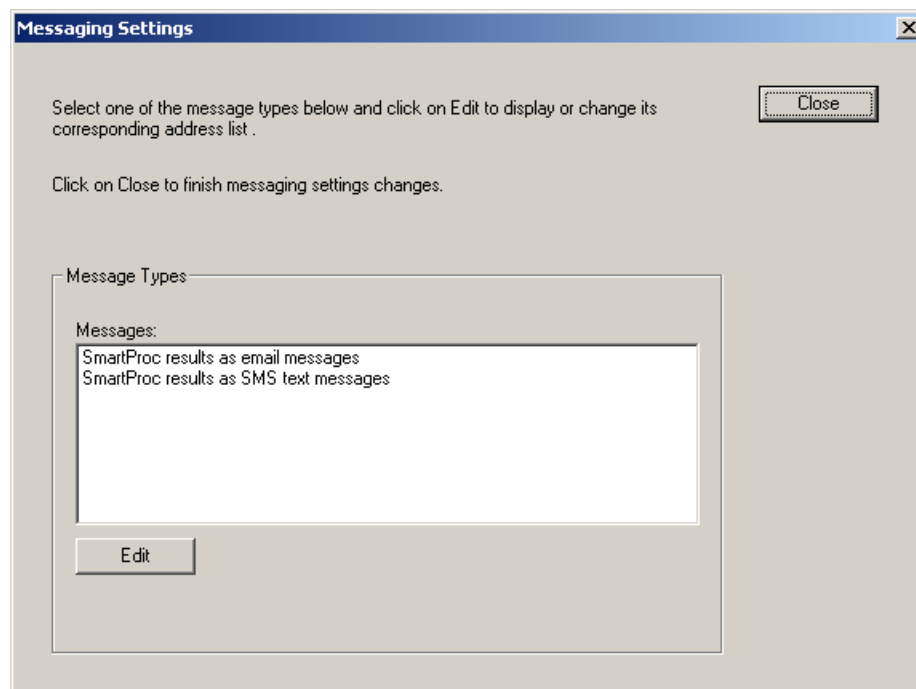 Messaging Settings
Select one of the message types below and click on Edit to display or change its
corresponding address list .
Close
Click on Close to finish messaging settings changes.
Message Types
Messages:
SmartProc results as email messages
SmartProc results as SMS text messages
Edit